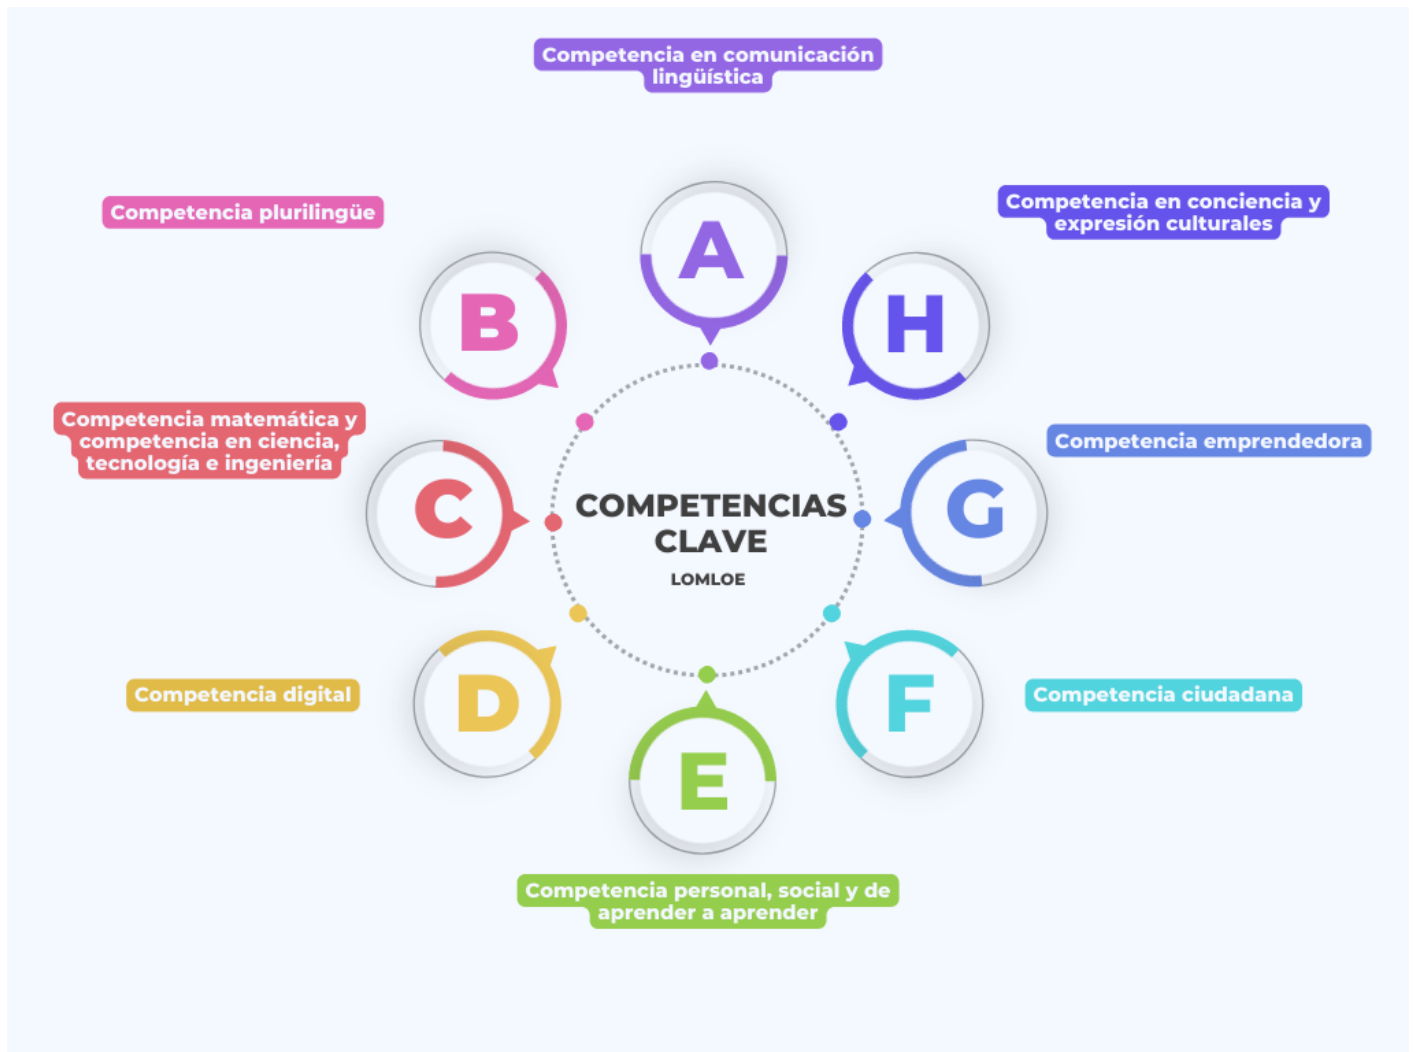 Competencia en comunicación
lingüística
A
Competencia plurilingüe
B
Competencia en conciencia y
expresión culturales
H
Competencia matemática y
competencia en ciencia,
tecnología e ingeniería
C
Competencia emprendedora
G
COMPETENCIAS
CLAVE
LOMLOE
Competencia digital
D
Competencia ciudadana
F
E
Competencia personal, social y de
aprender a aprender